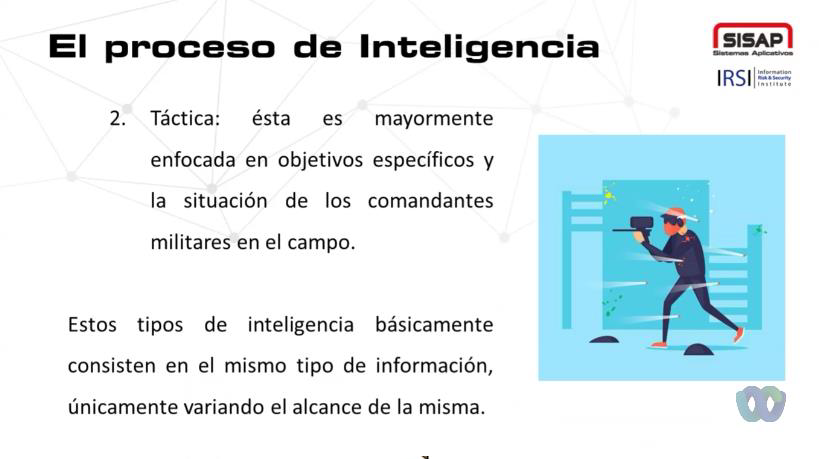 El proceso de Inteligencia
SISAP
Sistemas Aplicativos
IRSI Information
Risk & Security
Institute
2. Táctica: ésta es mayormente
enfocada en objetivos específicos y
la situación de los comandantes
militares en el campo.
Estos tipos de inteligencia básicamente
consisten en el mismo tipo de información,
únicamente variando el alcance de la misma.